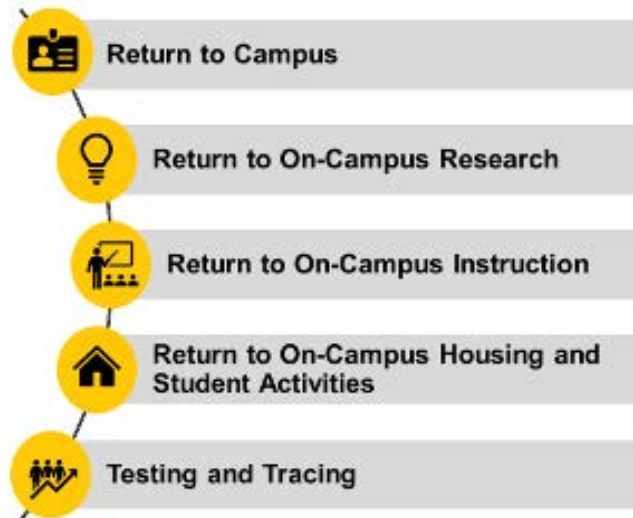 Return to Campus
Return to On-Campus Research
Return to On-Campus Instruction
Return to On-Campus Housing and
Student Activities
Testing and Tracing